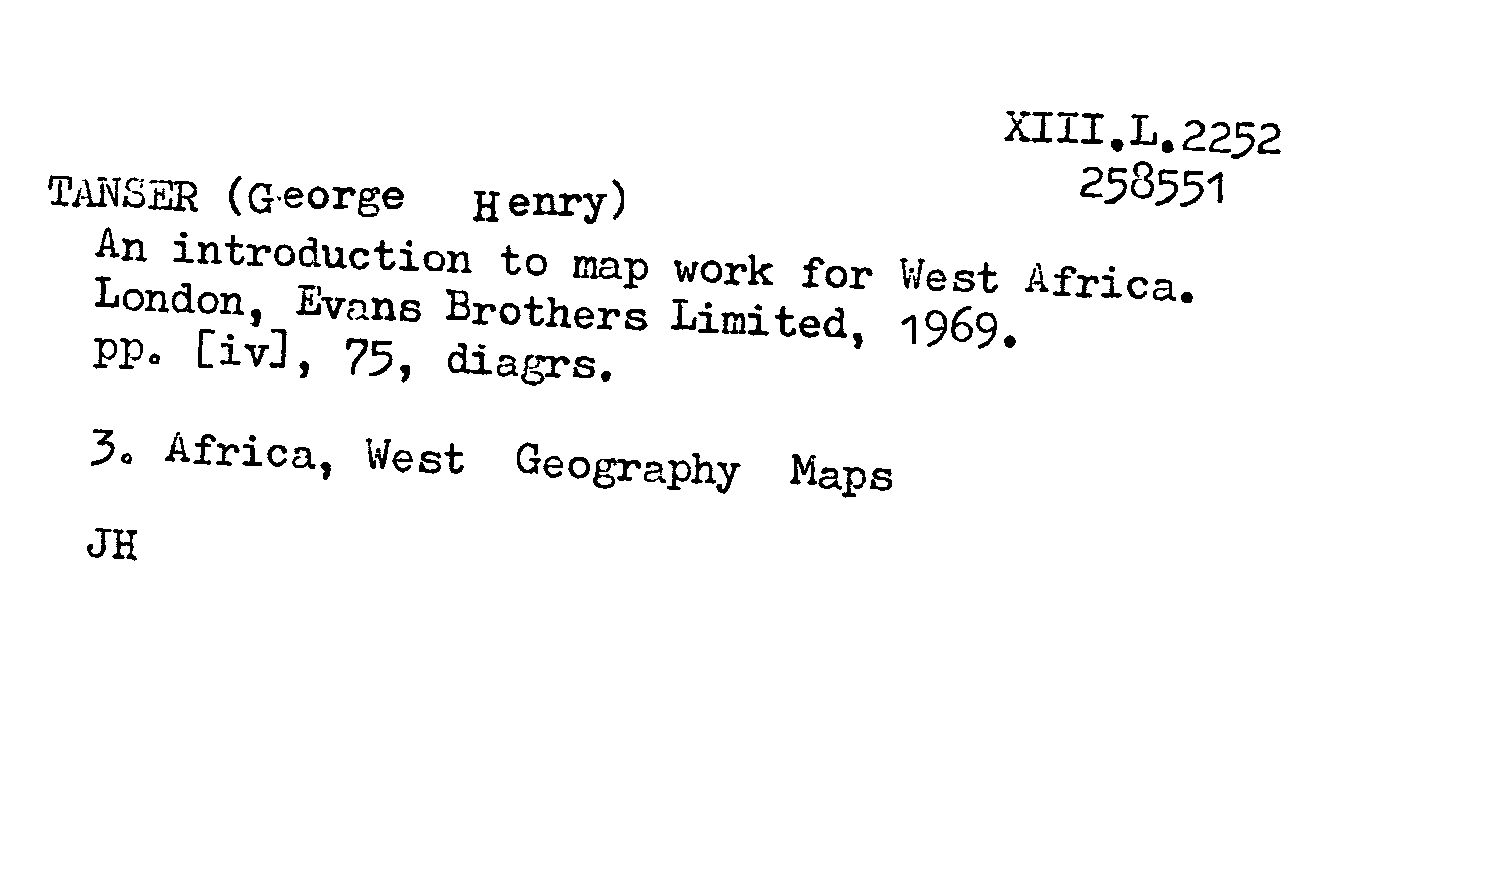 XIII.L.2252
258551
TANSER (George Henry)
An introduction to map work for West Africa.
London, Evans Brothers Limited, 1969.
pp. [iv], 75, diagrs.
3. Africa, West Geography Maps
JH